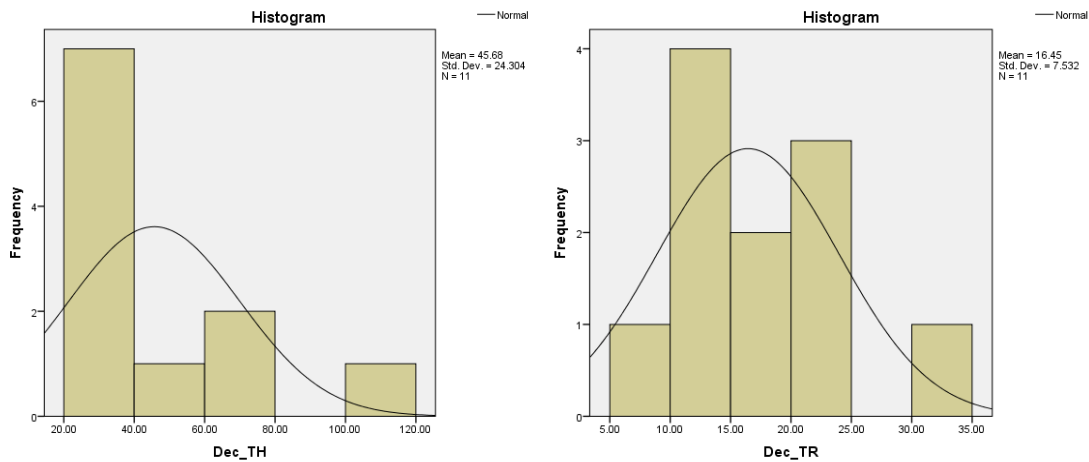 Histogram
Normal
Mean = 45.68
Std. Dev. = 24.304
N = 11
Frequency
6
4
2
0
20.00 40.00 60.00 80.00 100.00 120.00
Dec_TH
Histogram
Normal
Mean = 16.45
Std. Dev. = 7.532
N = 11
Frequency
4
3
2
1
0
5.00 10.00 15.00 20.00 25.00 30.00 35.00
Dec_TR